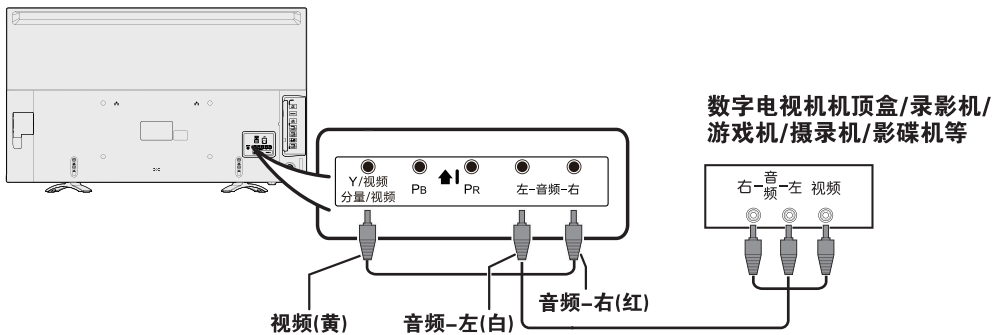 数字电视机机顶盒/录影机/
游戏机/摄录机/影碟机等
Y/视频 PB PR 左-音频-右
分量/视频
右-音频-左 视频
音频-右(红)
视频(黄) 音频-左(白)